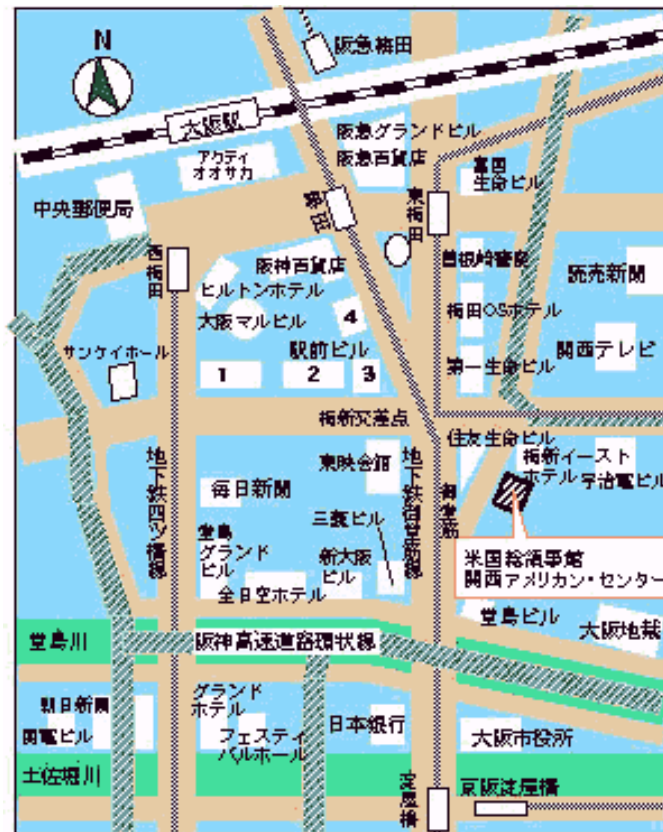 N
阪急梅田
大阪駅
阪急グランドビル
阪急百貨店
アクティ
オオサカ
富国
生命ビル
中央郵便局
梅田
東梅田
西梅田
阪神百貨店
曽根崎警察
読売新聞
ヒルトンホテル
大阪マルビル
4
梅田OSホテル
駅前ビル
サンケイホール
第一生命ビル
関西テレビ
1
2
3
梅新交差点
住友生命ビル
東映会館
梅新イースト
ホテル
宇治電ビル
地下鉄四ツ橋線
地下鉄御堂筋線
御堂筋
毎日新聞
三菱ビル
堂島
グランド
ビル
新大阪
ビル
米国総領事館
関西アメリカン・センター
全日空ホテル
堂島ビル
大阪地裁
堂島川
阪神高速道路環状線
朝日新聞
グランド
ホテル
関電ビル
フェスティ
バルホール
日本銀行
大阪市役所
土佐堀川
淀屋橋
京阪淀屋橋